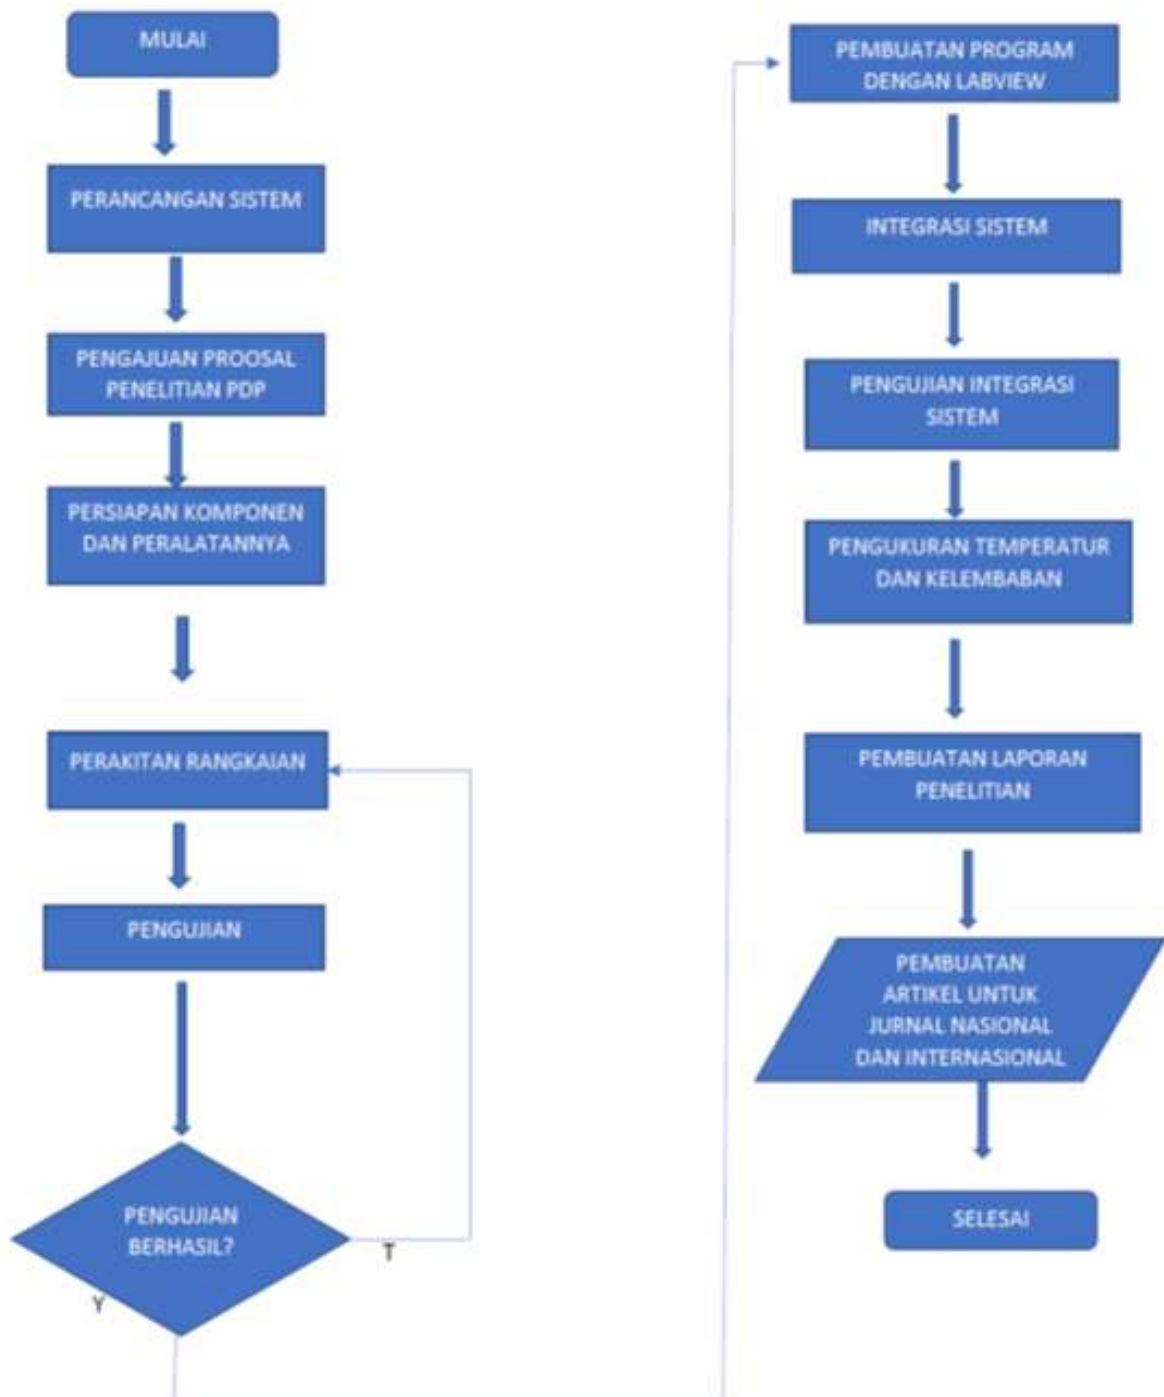 MULAI
PERANCANGAN SISTEM
PENGAJUAN PROOSAL
PENELITIAN PDP
PERSIAPAN KOMPONEN
DAN PERALATANNYA
PERAKITAN RANGKAIAN
PENGUJIAN
PENGUJIAN
BERHASIL?
T
Y
PEMBUATAN PROGRAM
DENGAN LABVIEW
INTEGRASI SISTEM
PENGUJIAN INTEGRASI
SISTEM
PENGUKURAN TEMPERATUR
DAN KELEMBABAN
PEMBUATAN LAPORAN
PENELITIAN
PEMBUATAN
ARTIKEL UNTUK
JURNAL NASIONAL
DAN INTERNASIONAL
SELESAI